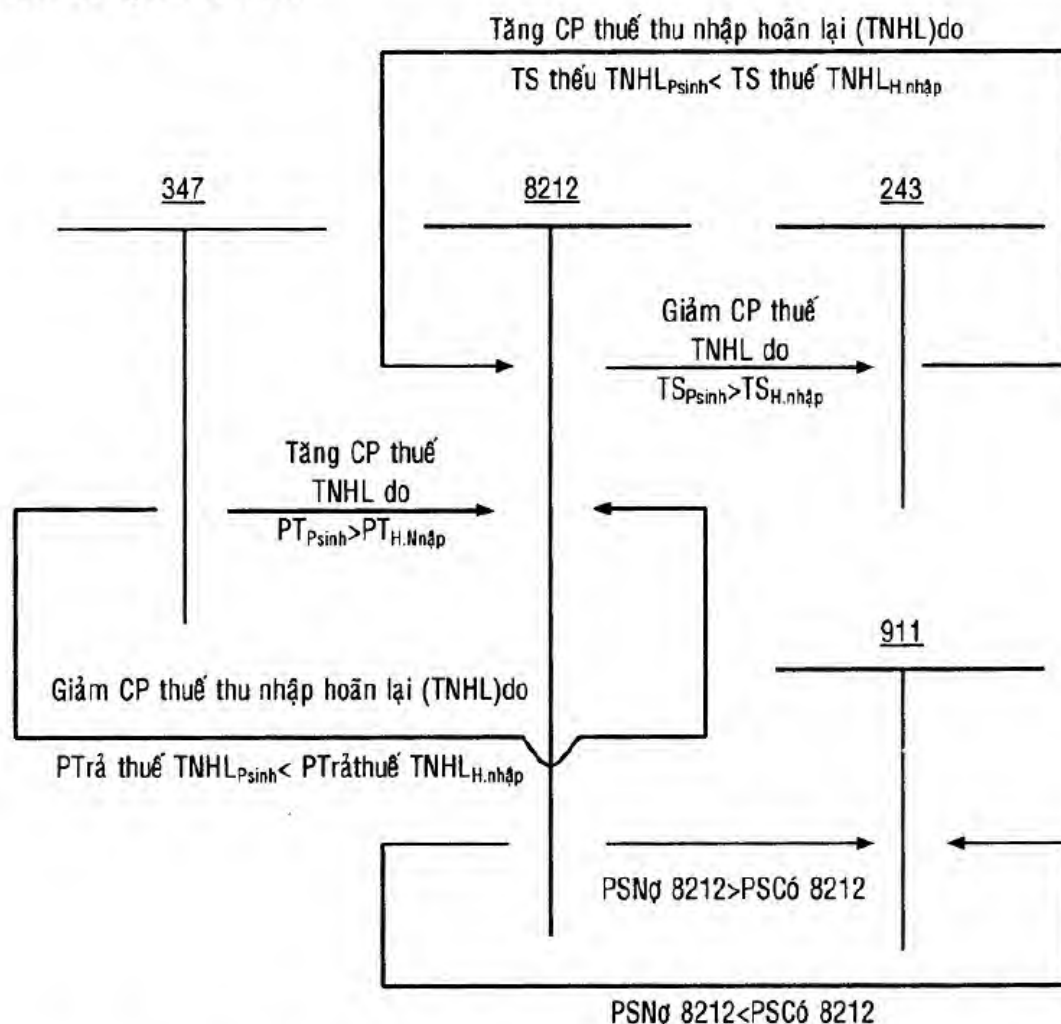 Tăng CP thuế thu nhập hoãn lại (TNHL)do
TS thếu TNHLPsinh< TS thuế TNHLH.nhập
347
8212
243
Giảm CP thuế
TNHL do
TSPsinh>TSH.nhập
Tăng CP thuế
TNHL do
PTPsinh>PTH.Nnập
911
Giảm CP thuế thu nhập hoãn lại (TNHL)do
PTrả thuế TNHLPsinh< PTrảthuế TNHLH.nhập
PSNợ 8212>PSCó 8212
PSNợ 8212<PSCó 8212